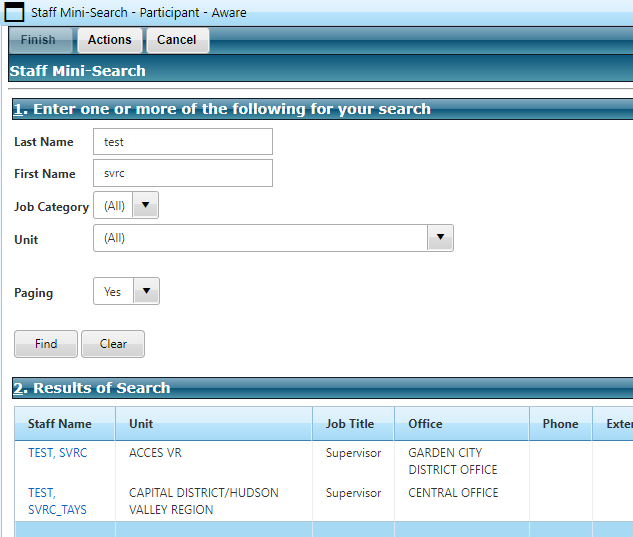 Staff Mini-Search - Participant - Aware
Finish Actions Cancel
Staff Mini-Search
1. Enter one or more of the following for your search
Last Name test
First Name svrc
Job Category (All)
Unit (All)
Paging Yes
Find Clear
2. Results of Search
Staff Name Unit Job Title Office Phone Exter
TEST, SVRC ACCES VR Supervisor GARDEN CITY
DISTRICT OFFICE
TEST, CAPITAL DISTRICT/HUDSON Supervisor CENTRAL OFFICE
SVRC_TAYS VALLEY REGION